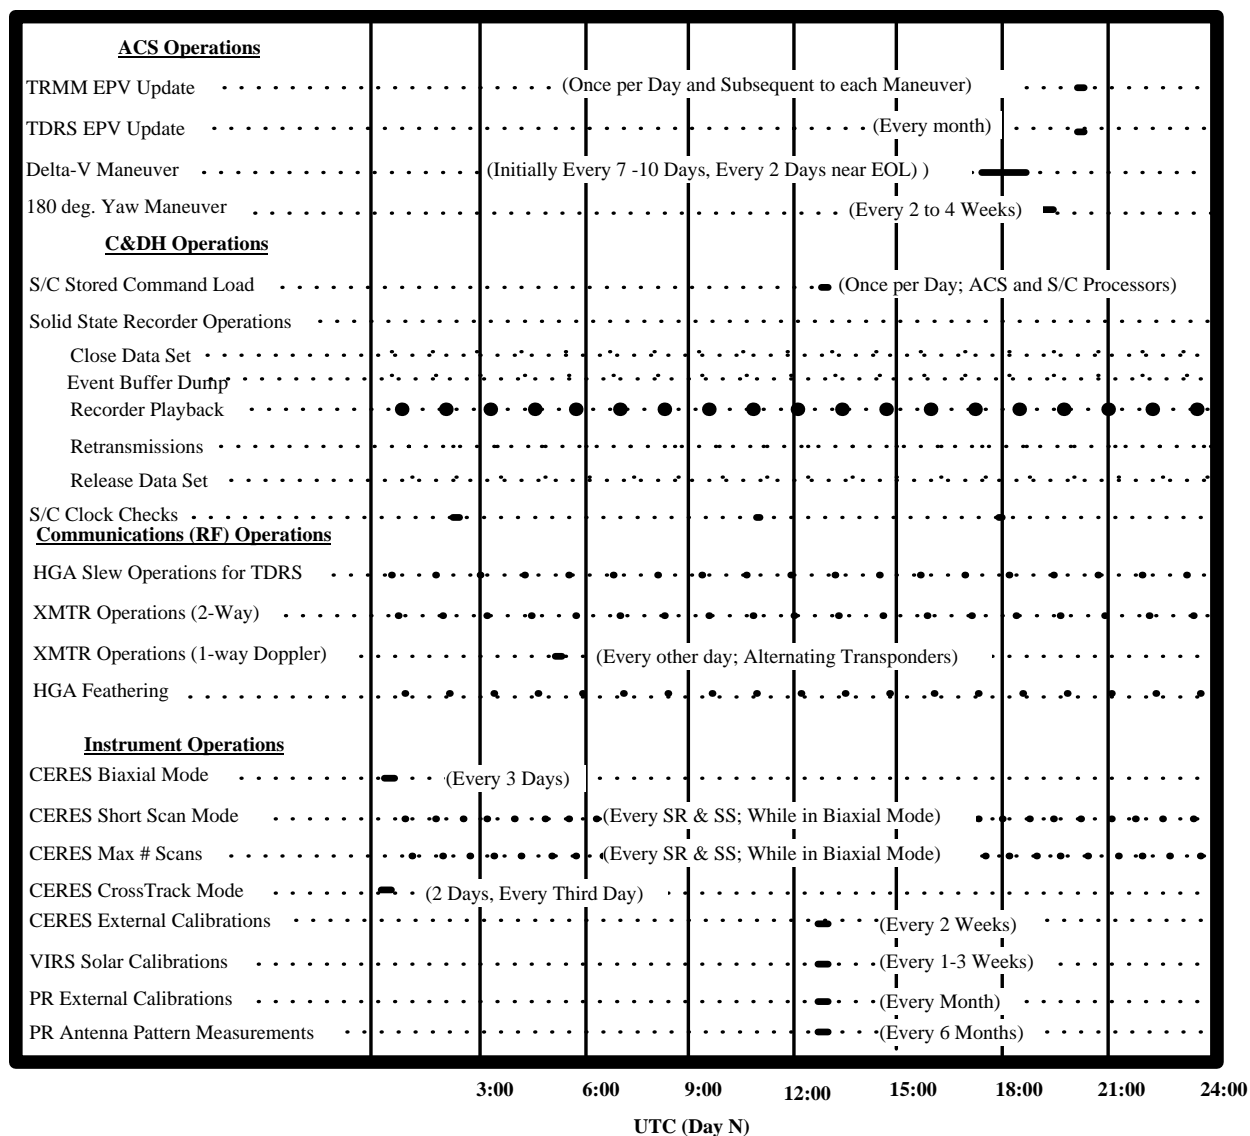 ACS Operations
TRMM EPV Update (Once per Day and Subsequent to each Maneuver)
TDRS EPV Update (Every month)
Delta-V Maneuver (Initially Every 7 -10 Days, Every 2 Days near EOL) )
180 deg. Yaw Maneuver (Every 2 to 4 Weeks)
C&DH Operations
S/C Stored Command Load (Once per Day; ACS and S/C Processors)
Solid State Recorder Operations
Close Data Set
Event Buffer Dump
Recorder Playback
Retransmissions
Release Data Set
S/C Clock Checks
Communications (RF) Operations
HGA Slew Operations for TDRS
XMTR Operations (2-Way)
XMTR Operations (1-way Doppler) (Every other day; Alternating Transponders)
HGA Feathering
Instrument Operations
CERES Biaxial Mode (Every 3 Days)
CERES Short Scan Mode (Every SR & SS; While in Biaxial Mode)
CERES Max # Scans (Every SR & SS; While in Biaxial Mode)
CERES CrossTrack Mode (2 Days, Every Third Day)
CERES External Calibrations (Every 2 Weeks)
VIRS Solar Calibrations (Every 1-3 Weeks)
PR External Calibrations (Every Month)
PR Antenna Pattern Measurements (Every 6 Months)
3:00 6:00 9:00 12:00 15:00 18:00 21:00 24:00
UTC (Day N)